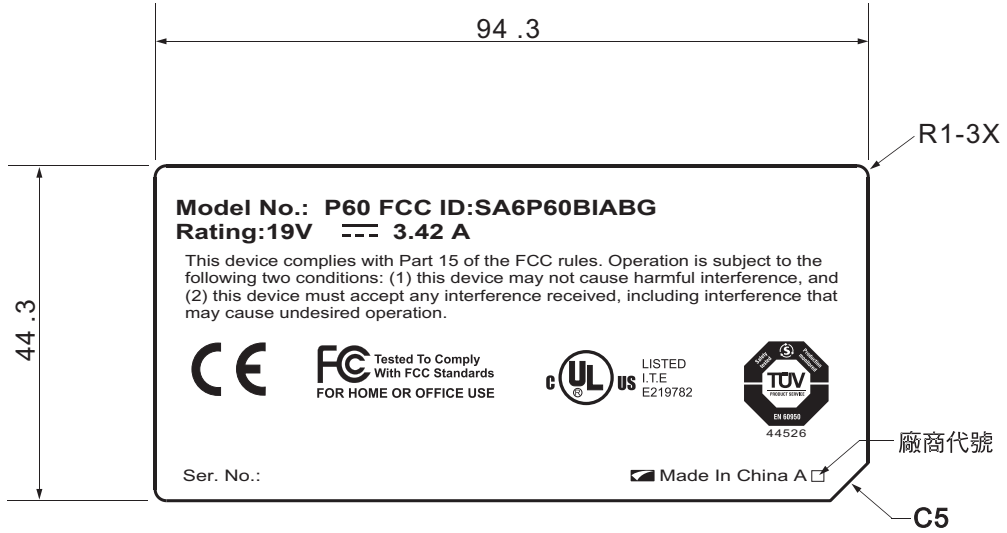 94 .3
R1-3X
44 .3
Model No.: P60 FCC ID:SA6P60BIABG
Rating:19V 3.42 A
This device complies with Part 15 of the FCC rules. Operation is subject to the
following two conditions: (1) this device may not cause harmful interference, and
(2) this device must accept any interference received, including interference that
may cause undesired operation.
CE
FC Tested To Comply
With FCC Standards
FOR HOME OR OFFICE USE
C UL US
®
LISTED
I.T.E
E219782
Safety tested
S
Production monitored
TÜV
PRODUCT SERVICE
EN 60950
44526
廠商代號
Ser. No.:
Made In China A□
C5